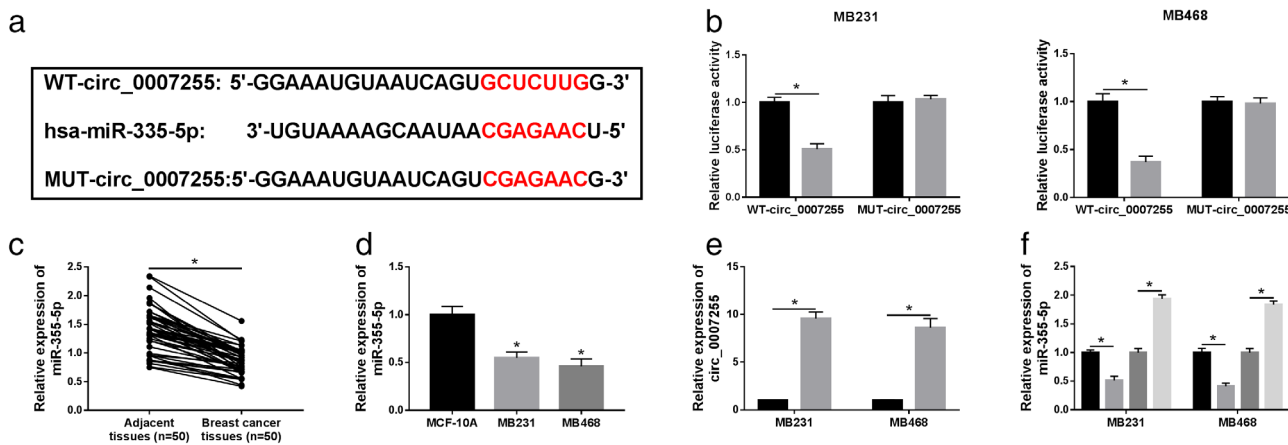 a
WT-circ_0007255: 5'-GGAAAUGUAAUCAGUGCUCUUGG-3'
hsa-miR-335-5p: 3'-UGUAAAAGCAAUAACGAGAACU-5'
MUT-circ_0007255:5'-GGAAAUGUAAUCAGUCGAGAACG-3'
b
MB231
Relative luciferase activity
1.5
1.0
0.5
0.0
*
WT-circ_0007255 MUT-circ_0007255
MB468
Relative luciferase activity
1.5
1.0
0.5
0.0
*
WT-circ_0007255 MUT-circ_0007255
c
Relative expression of
miR-355-5p
2.5
2.0
1.5
1.0
0.5
0.0
*
Adjacent Breast cancer
tissues (n=50) tissues (n=50)
d
Relative expression of
miR-355-5p
1.5
1.0
0.5
0.0
* *
MCF-10A MB231 MB468
e
Relative expression of
circ_0007255
15
10
5
0
* *
MB231 MB468
f
Relative expression of
miR-355-5p
2.5
2.0
1.5
1.0
0.5
0.0
* * * *
MB231 MB468